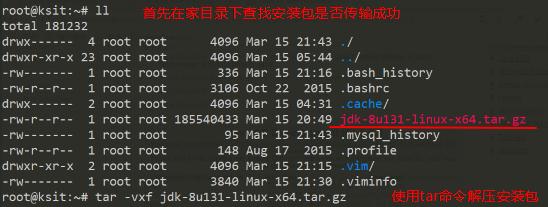 root@ksit:~# ll 首先在家目录下查找安装包是否传输成功
total 181232
drwx------  4 root root      4096 Mar 15 21:43 ./
drwxr-xr-x 23 root root      4096 Mar 15 05:44 ../
-rw-------  1 root root       336 Mar 15 21:16 .bash_history
-rw-r--r--  1 root root      3106 Oct 22  2015 .bashrc
drwx------  2 root root      4096 Mar 15 04:31 .cache/
-rw-r--r--  1 root root 185540433 Mar 15 20:49 jdk-8u131-linux-x64.tar.gz
-rw-------  1 root root        95 Mar 15 21:43 .mysql_history
-rw-r--r--  1 root root       148 Aug 17  2015 .profile
drwxr-xr-x  2 root root      4096 Mar 15 21:15 .vim/
-rw-------  1 root root      3840 Mar 15 21:30 .viminfo
root@ksit:~# tar -vxf jdk-8u131-linux-x64.tar.gz 使用tar命令解压安装包